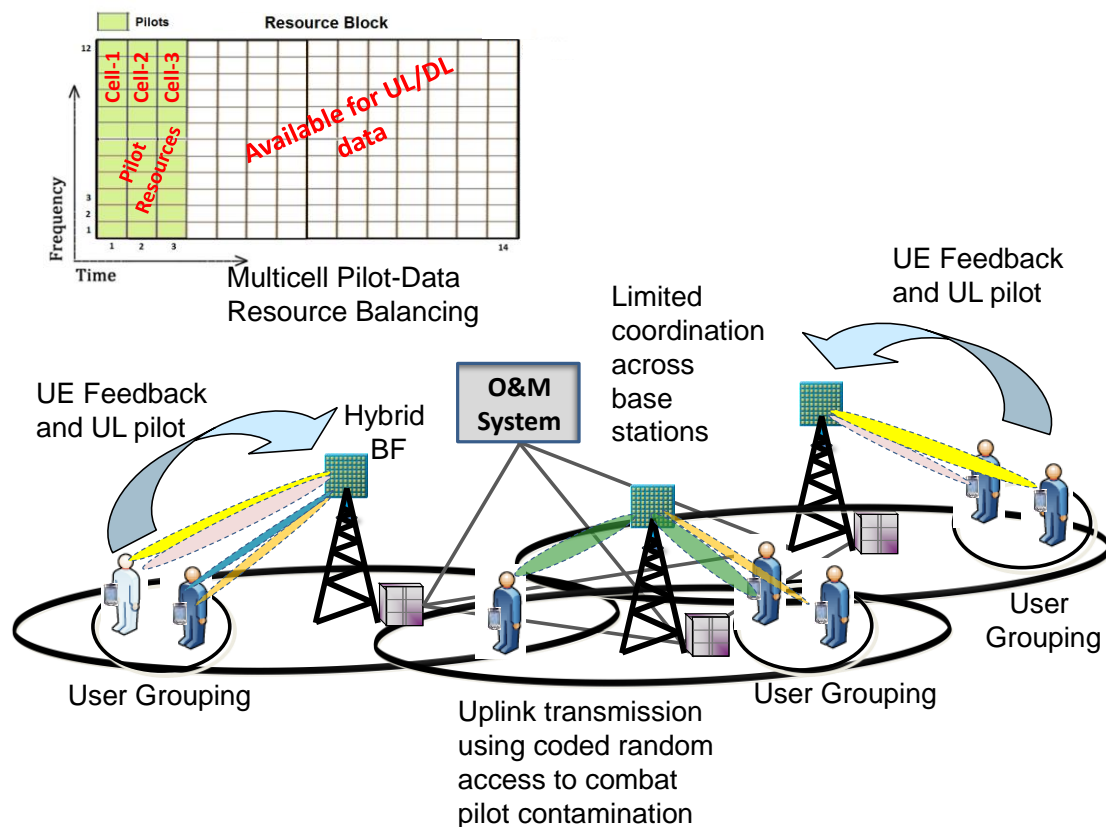 Pilots
Resource Block
12
3
2
1
Frequency
Cell-1
Cell-2
Cell-3
Pilot
Resources
Available for UL/DL
data
1
2
3
14
Time
Multicell Pilot-Data
Resource Balancing
UE Feedback
and UL pilot
Hybrid
BF
O&M
System
Limited
coordination
across
base
stations
UE Feedback
and UL pilot
User Grouping
Uplink transmission
using coded random
access to combat
pilot contamination
User Grouping
User
Grouping